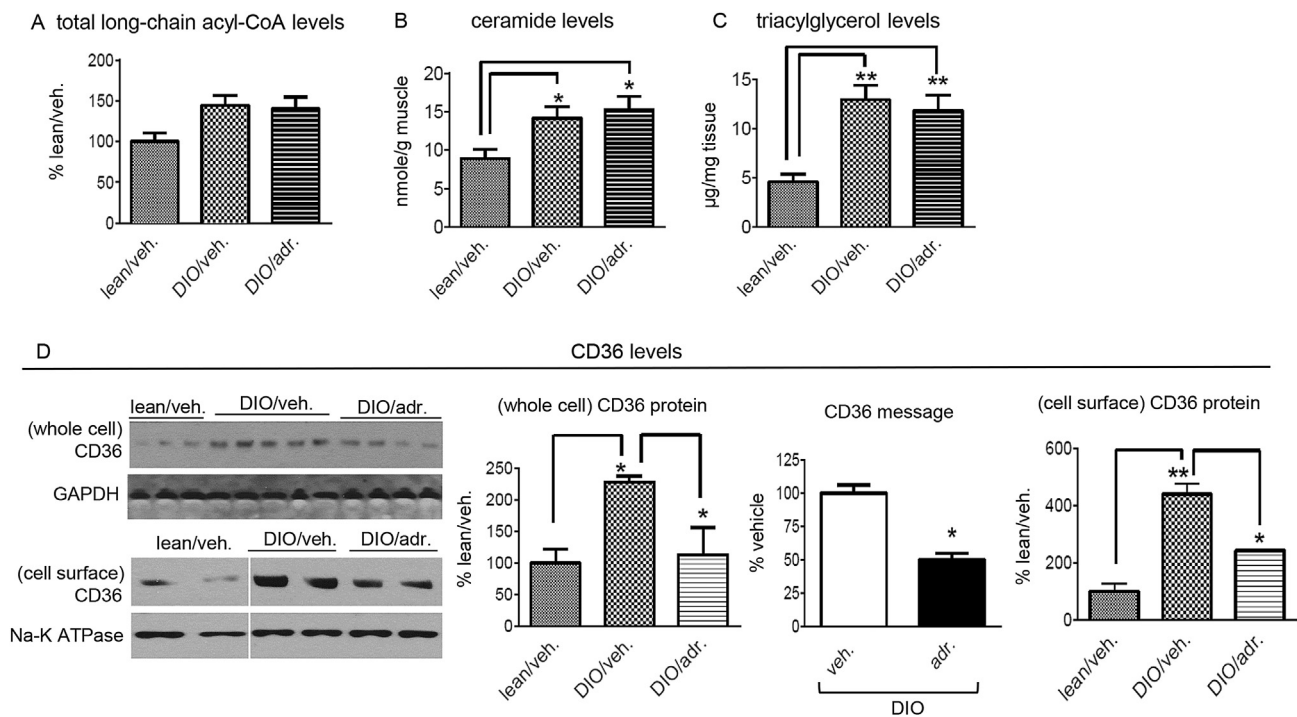 A total long-chain acyl-CoA levels
% lean/veh.
200
150
100
50
0
lean/veh.
DIO/veh.
DIO/adr.
B ceramide levels
nmole/g muscle
20
15
10
5
0
*
*
lean/veh.
DIO/veh.
DIO/adr.
C triacylglycerol levels
µg/mg tissue
15
10
5
0
**
**
lean/veh.
DIO/veh.
DIO/adr.
D CD36 levels
lean/veh. DIO/veh. DIO/adr.
(whole cell)
CD36
GAPDH
lean/veh. DIO/veh. DIO/adr.
(cell surface)
CD36
Na-K ATPase
(whole cell) CD36 protein
% lean/veh.
250
200
150
100
50
0
*
*
lean/veh.
DIO/veh.
DIO/adr.
CD36 message
% vehicle
125
100
75
50
25
0
*
veh.
adr.
DIO
(cell surface) CD36 protein
% lean/veh.
600
400
200
0
**
*
lean/veh.
DIO/veh.
DIO/adr.